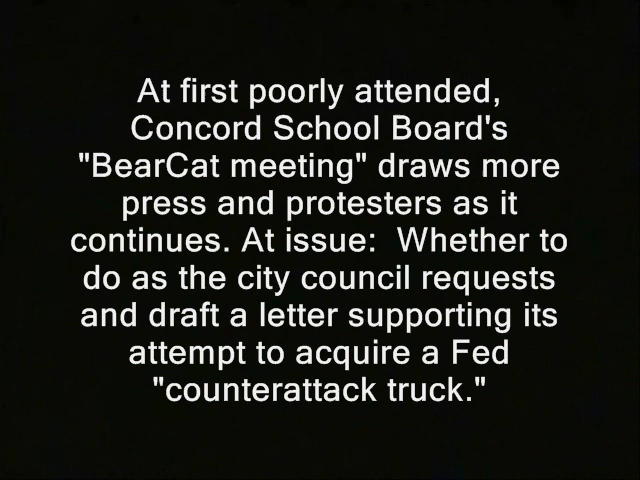 At first poorly attended,
Concord School Board's
"BearCat meeting" draws more
press and protesters as it
continues. At issue:  Whether to
do as the city council requests
and draft a letter supporting its
attempt to acquire a Fed
"counterattack truck."